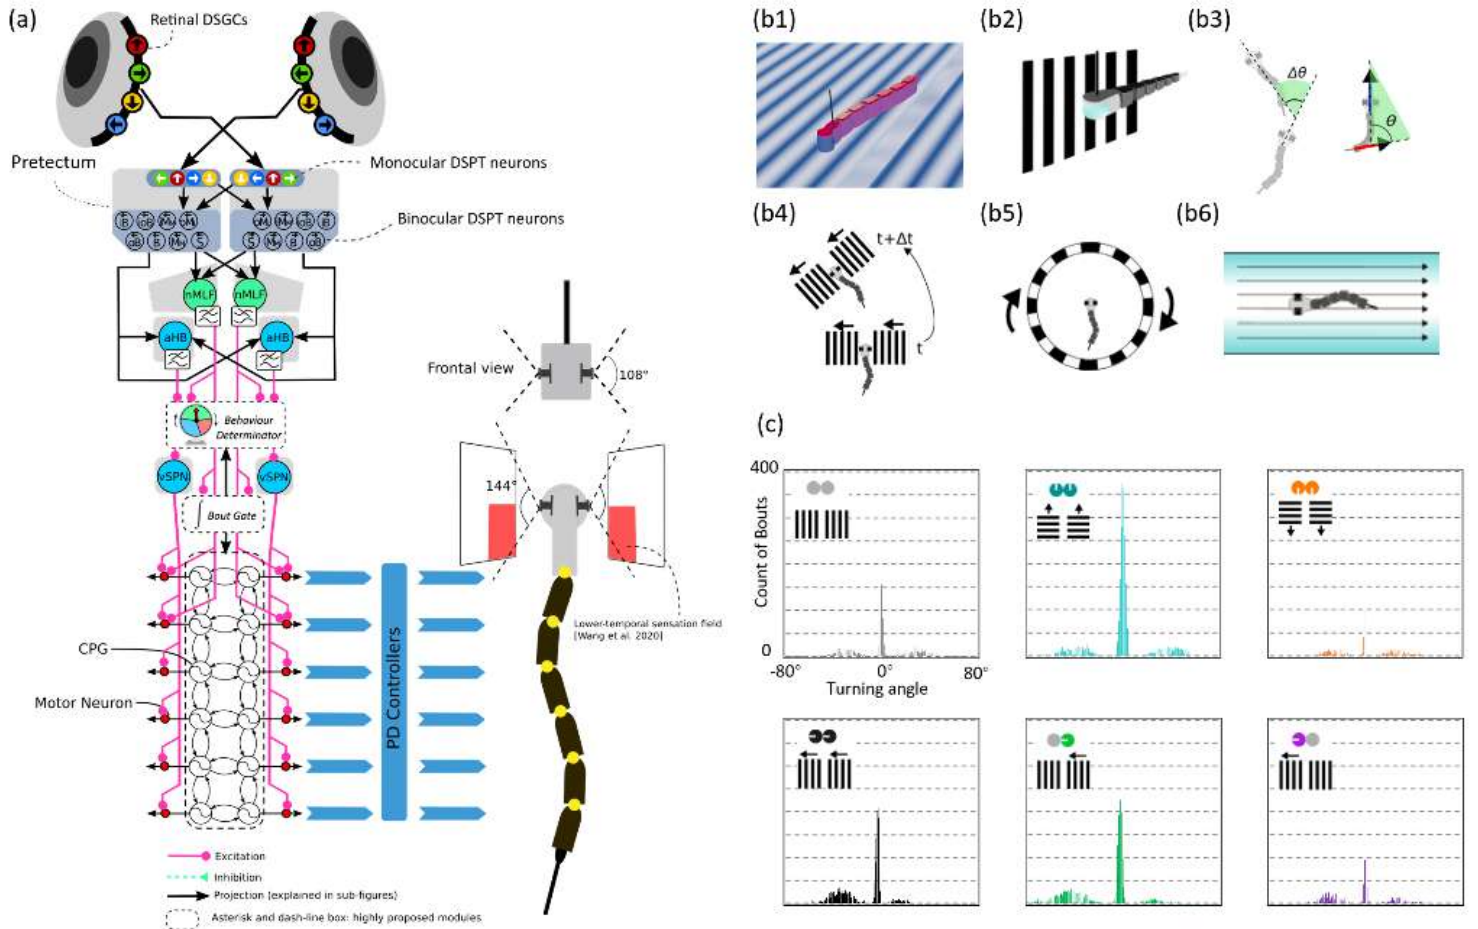 (a)
Retinal DSGCs
Pretectum
Monocular DSPT neurons
Binocular DSPT neurons
nMLF
nMLF
aHB
aHB
Behaviour
Determinator
vSPN
vSPN
Bout Gate
CPG
Motor Neuron
PD Controllers
Frontal view
108°
144°
Lower-temporal sensation field
[Wang et al. 2020]
Excitation
Inhibition
Projection (explained in sub-figures)
Asterisk and dash-line box: highly proposed modules
(b1)
(b2)
(b3)
Δθ
θ
(b4)
t+Δt
t
(b5)
(b6)
(c)
400
Count of Bouts
0
-80°
0°
80°
Turning angle